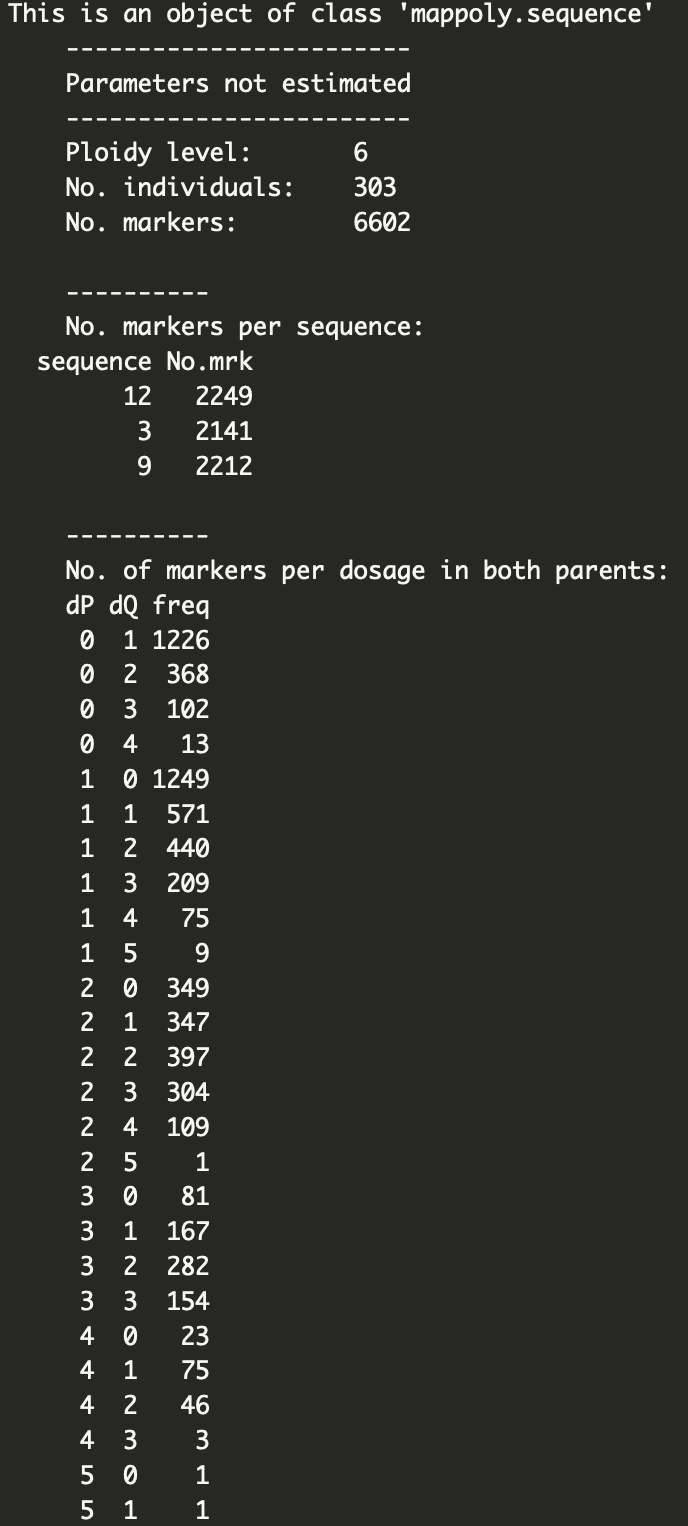 This is an object of class 'mappoly.sequence'
    ------------------------
    Parameters not estimated
    ------------------------
    Ploidy level:       6
    No. individuals:    303
    No. markers:        6602

    ----------
    No. markers per sequence:
  sequence No.mrk
        12   2249
         3   2141
         9   2212

    ----------
    No. of markers per dosage in both parents:
    dP dQ freq
     0  1 1226
     0  2  368
     0  3  102
     0  4   13
     1  0 1249
     1  1  571
     1  2  440
     1  3  209
     1  4   75
     1  5    9
     2  0  349
     2  1  347
     2  2  397
     2  3  304
     2  4  109
     2  5    1
     3  0   81
     3  1  167
     3  2  282
     3  3  154
     4  0   23
     4  1   75
     4  2   46
     4  3    3
     5  0    1
     5  1    1